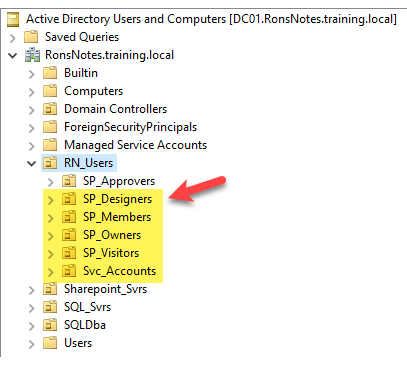 Active Directory Users and Computers [DC01.RonsNotes.training.local]
Saved Queries
RonsNotes.training.local
Builtin
Computers
Domain Controllers
ForeignSecurityPrincipals
Managed Service Accounts
RN_Users
SP_Approvers
SP_Designers
SP_Members
SP_Owners
SP_Visitors
Svc_Accounts
Sharepoint_Svrs
SQL_Svrs
SQLDba
Users